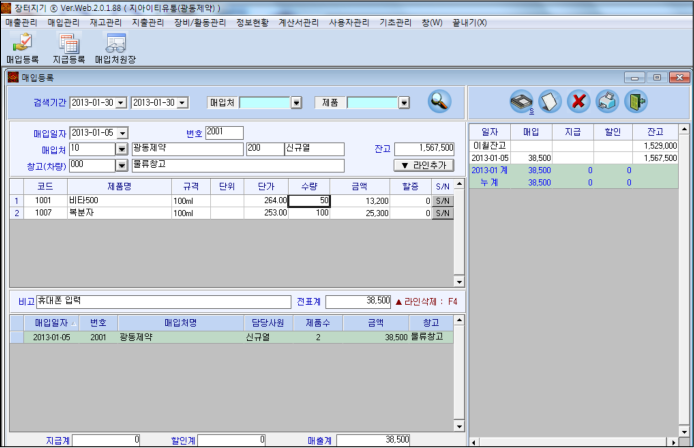 장터지기 ⓒ Ver.Web.2.0.1.88 ( 지아이티유통(광동제약) )
매출관리 매입관리 재고관리 지출관리 장비/활동관리 정보현황 계산서관리 사용자관리 기초관리 창(W) 끝내기(X)
매입등록 지급등록 매입처원장
매입등록
검색기간 2013-01-30 2013-01-30 매입처 제품
S
매입일자 2013-01-05 번호 2001
매입처 10 광동제약 200 신규열 잔고 1,567,500
창고(차량) 000 물류창고 ▼ 라인추가
코드 제품명 규격 단위 단가 수량 금액 할증 S/N
1 1001 비타500 100ml 264.00 50 13,200 0 S/N
2 1007 복분자 100ml 253.00 100 25,300 0 S/N
비고 휴대폰 입력 전표계 38,500 ▲ 라인삭제 : F4
매입일자 번호 매입처명 담당사원 제품수 금액 창고
2013-01-05 2001 광동제약 신규열 2 38,500 물류창고
지급계 0 할인계 0 매출계 38,500
일자 매입 지급 할인 잔고
이월잔고 1,529,000
2013-01-05 38,500 1,567,500
2013-01 계 38,500 0 0
누 계 38,500 0 0